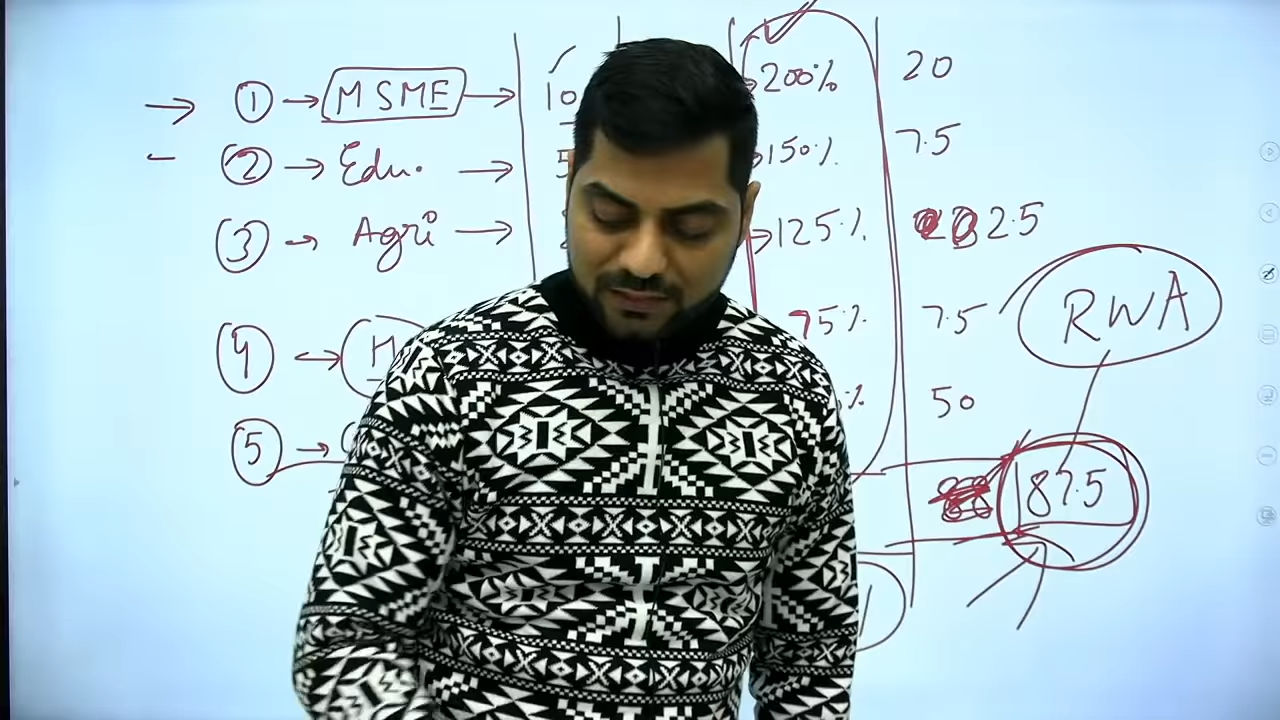 ① → MSME → 10 200% 20
② → Edu. → 5 150% 7.5
③ → Agri → 125% 2.5
④ → H 75% 7.5
⑤ → % 50
RWA
87.5